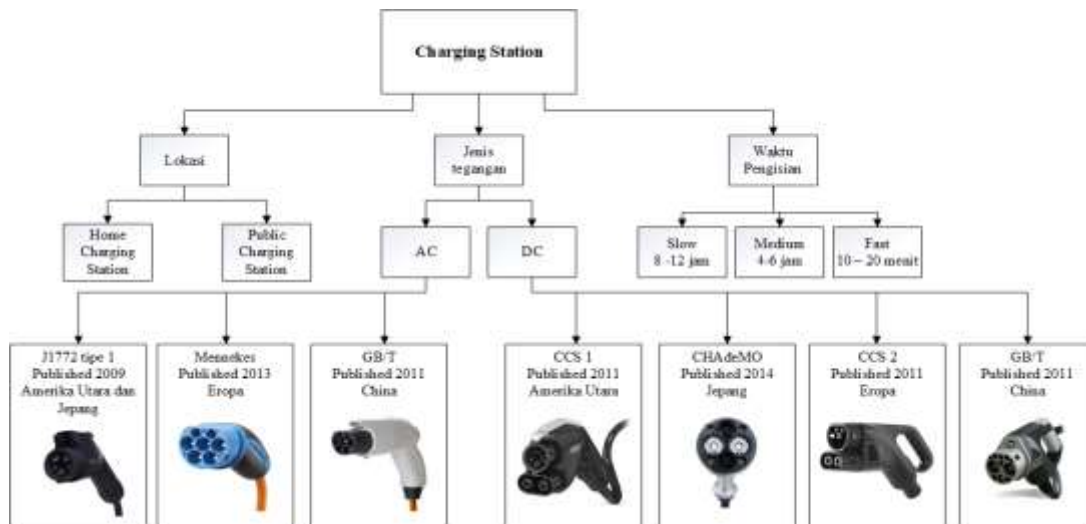 Charging Station
Lokasi
Jenis
tegangan
Waktu
Pengisian
Home
Charging
Station
Public
Charging
Station
AC
DC
Slow
8 -12 jam
Medium
4-6 jam
Fast
10 – 20 menit
J1772 tipe 1
Published 2009
Amerika Utara dan
Jepang
Mennekes
Published 2013
Eropa
GB/T
Published 2011
China
CCS 1
Published 2011
Amerika Utara
CHAdeMO
Published 2014
Jepang
CCS 2
Published 2011
Eropa
GB/T
Published 2011
China